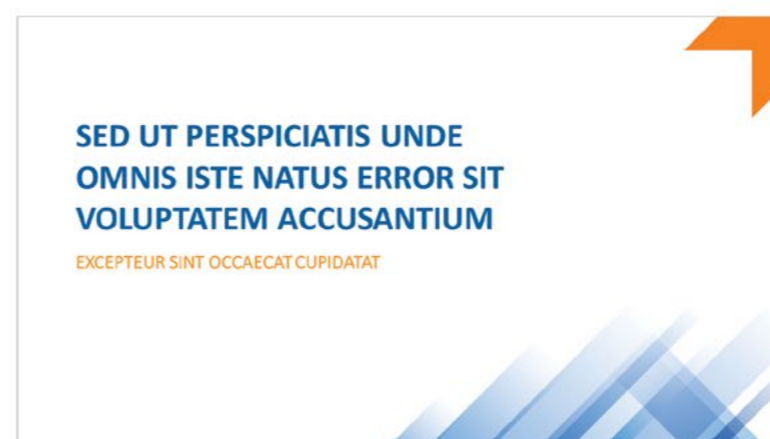 SED UT PERSPICIATIS UNDE
OMNIS ISTE NATUS ERROR SIT
VOLUPTATEM ACCUSANTIUM
EXCEPTEUR SINT OCCAECAT CUPIDATAT